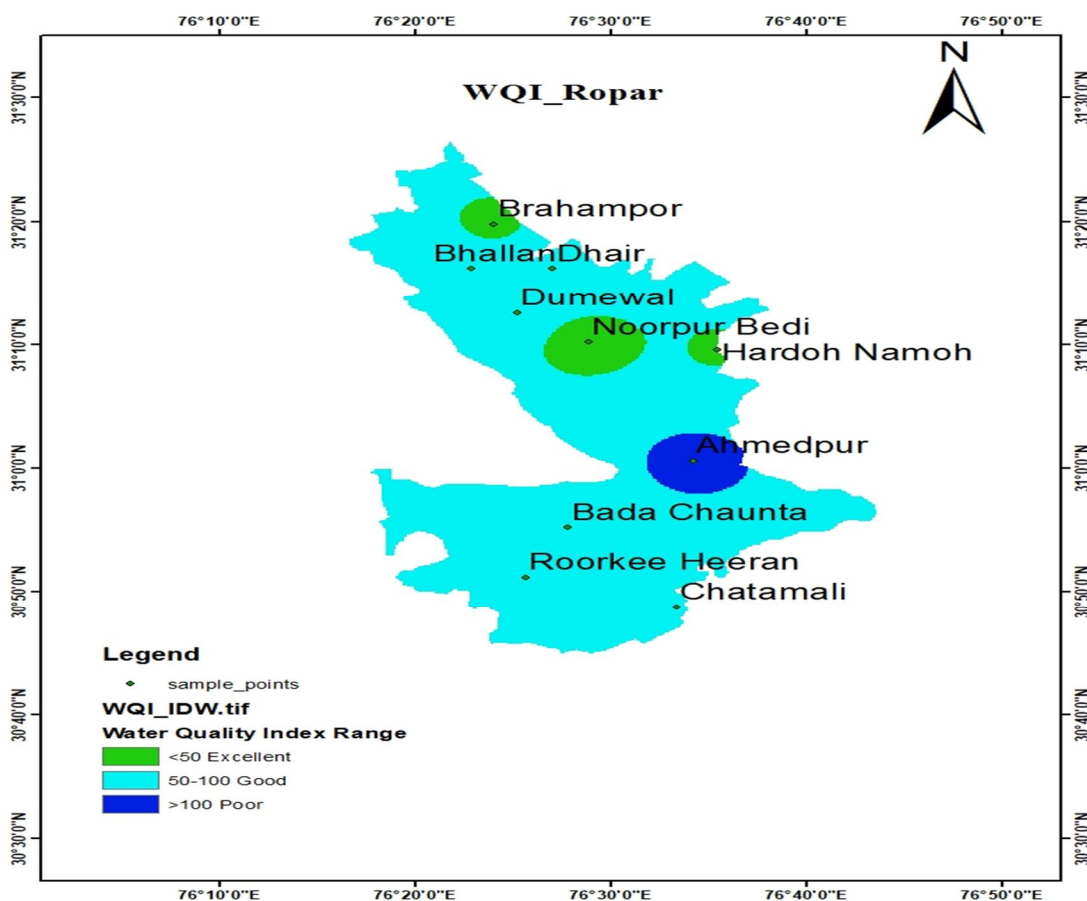 76°10'0"E 76°20'0"E 76°30'0"E 76°40'0"E 76°50'0"E
N
WQI_Ropar
31°30'0"N 31°30'0"N
Brahampor
31°20'0"N 31°20'0"N
BhallanDhair
Dumewal
Noorpur Bedi
31°10'0"N 31°10'0"N
Hardoh Namoh
Ahmedpur
31°0'0"N 31°0'0"N
Bada Chaunta
Roorkee Heeran
30°50'0"N 30°50'0"N
Chatamali
Legend
sample_points
WQI_IDW.tif
30°40'0"N 30°40'0"N
Water Quality Index Range
<50 Excellent
50-100 Good
>100 Poor
30°30'0"N 30°30'0"N
76°10'0"E 76°20'0"E 76°30'0"E 76°40'0"E 76°50'0"E